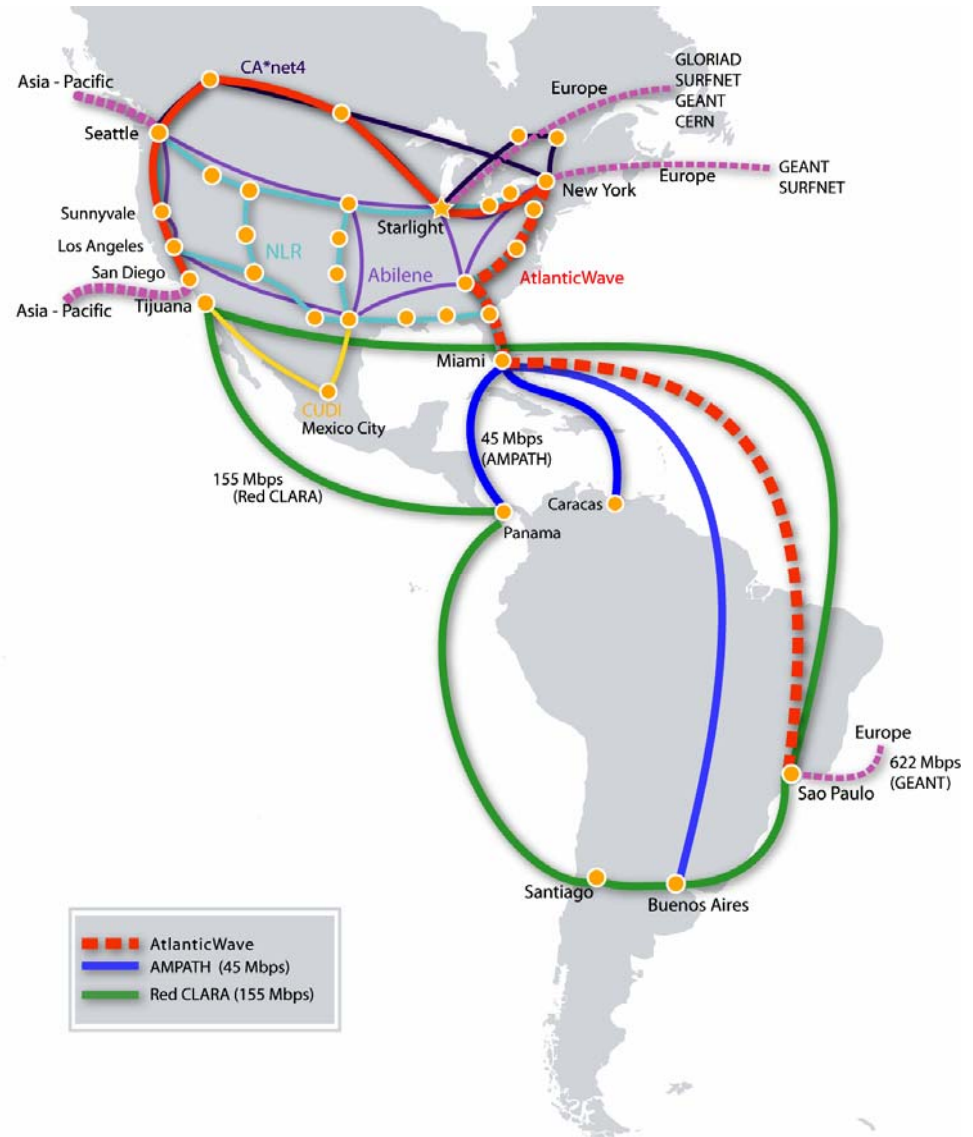 GLORIAD
SURFNET
GEANT
CERN
CA*net4
Asia - Pacific
Europe
Seattle
GEANT
SURFNET
Europe
New York
Sunnyvale
Starlight
Los Angeles
NLR
San Diego
Abilene
AtlanticWave
Asia - Pacific
Tijuana
Miami
CUDI
Mexico City
45 Mbps
(AMPATH)
155 Mbps
(Red CLARA)
Caracas
Panama
Europe
622 Mbps
(GEANT)
Sao Paulo
Santiago
Buenos Aires
AtlanticWave
AMPATH (45 Mbps)
Red CLARA (155 Mbps)